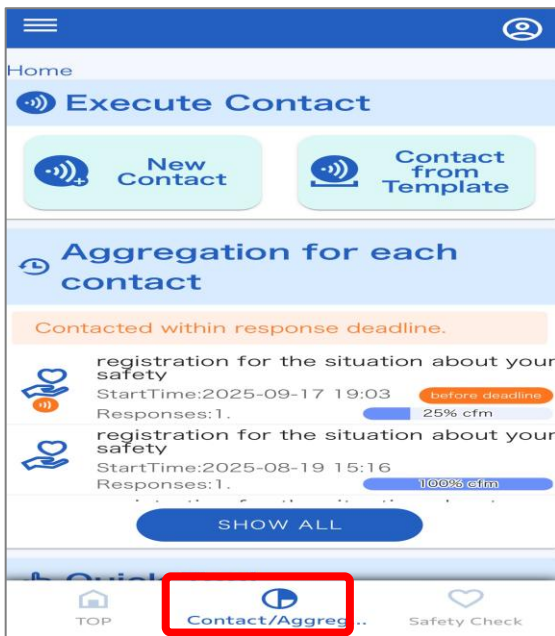 Home
Execute Contact
New
Contact
Contact
from
Template
Aggregation for each
contact
Contacted within response deadline.
registration for the situation about your
safety
StartTime:2025-09-17 19:03 before deadline
Responses:1. 25% cfm
registration for the situation about your
safety
StartTime:2025-08-19 15:16
Responses:1. 100% cfm
SHOW ALL
TOP
Contact/Aggreg...
Safety Check